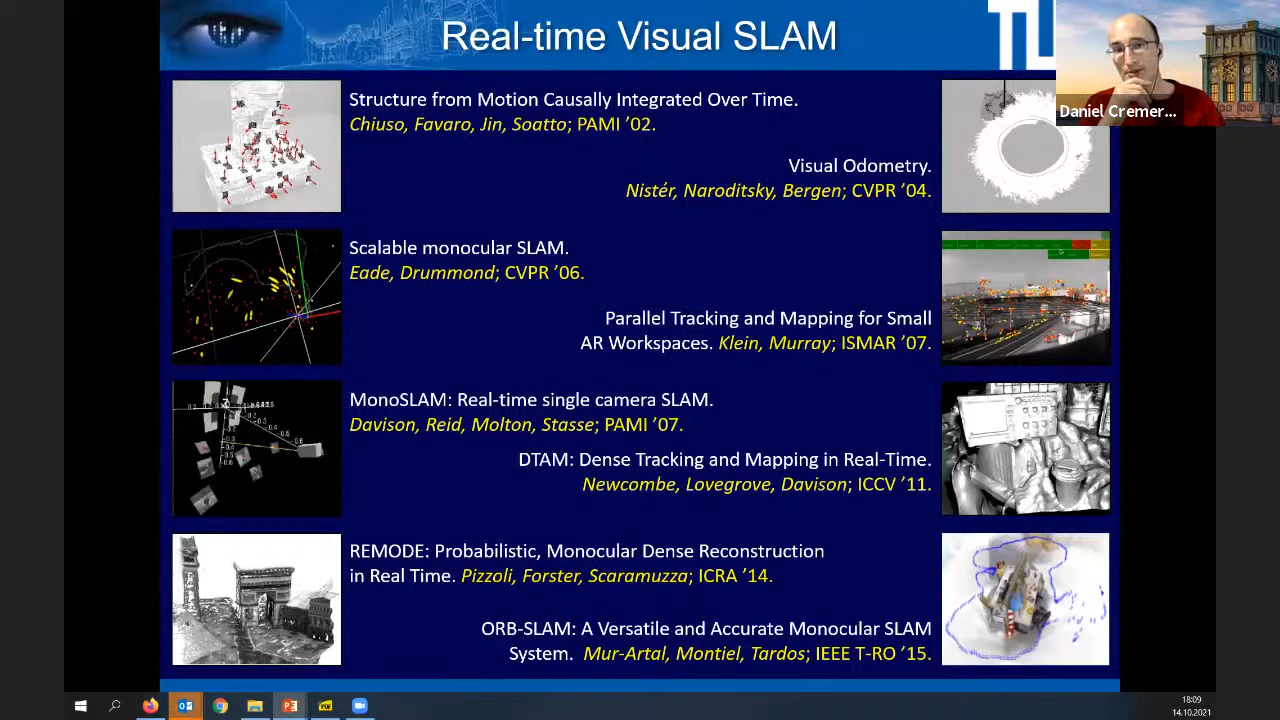 Real-time Visual SLAM
TU
Daniel Cremer...
Structure from Motion Causally Integrated Over Time.
Chiuso, Favaro, Jin, Soatto; PAMI ’02.
Visual Odometry.
Nistér, Naroditsky, Bergen; CVPR ’04.
Scalable monocular SLAM.
Eade, Drummond; CVPR ’06.
Parallel Tracking and Mapping for Small
AR Workspaces. Klein, Murray; ISMAR ’07.
MonoSLAM: Real-time single camera SLAM.
Davison, Reid, Molton, Stasse; PAMI ’07.
DTAM: Dense Tracking and Mapping in Real-Time.
Newcombe, Lovegrove, Davison; ICCV ’11.
REMODE: Probabilistic, Monocular Dense Reconstruction
in Real Time. Pizzoli, Forster, Scaramuzza; ICRA ’14.
ORB-SLAM: A Versatile and Accurate Monocular SLAM
System. Mur-Artal, Montiel, Tardos; IEEE T-RO ’15.
18:09
14.10.2021